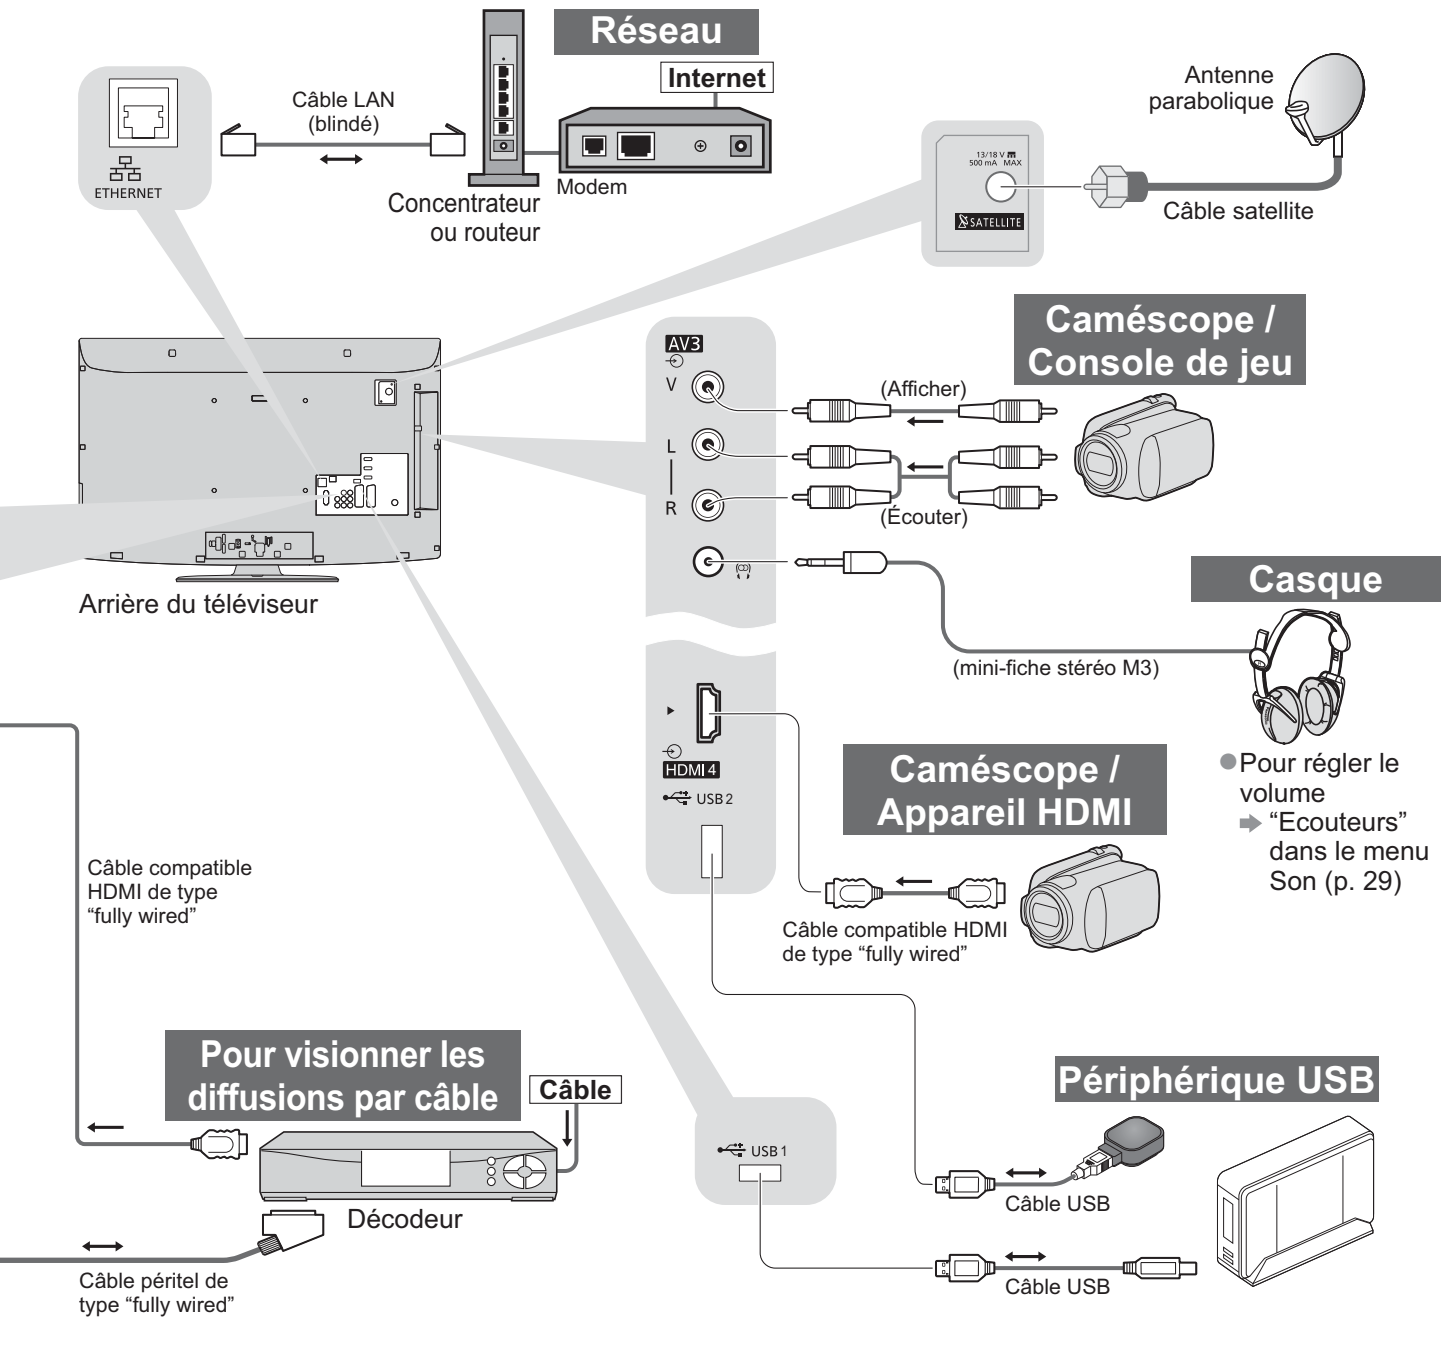 Réseau
Internet
Câble LAN
(blindé)
ETHERNET
Modem
Concentrateur
ou routeur
Antenne
parabolique
13/18 V
500 mA MAX
SATELLITE
Câble satellite
Caméscope /
Console de jeu
AV3
V
(Afficher)
L
R
(Écouter)
Arrière du téléviseur
Casque
(mini-fiche stéréo M3)
Pour régler le
volume
“Ecouteurs”
dans le menu
Son (p. 29)
HDMI 4
USB 2
Caméscope /
Appareil HDMI
Câble compatible HDMI
de type “fully wired”
Câble compatible
HDMI de type
“fully wired”
Pour visionner les
diffusions par câble
Câble
Décodeur
Câble péritel de
type “fully wired”
USB 1
Périphérique USB
Câble USB
Câble USB